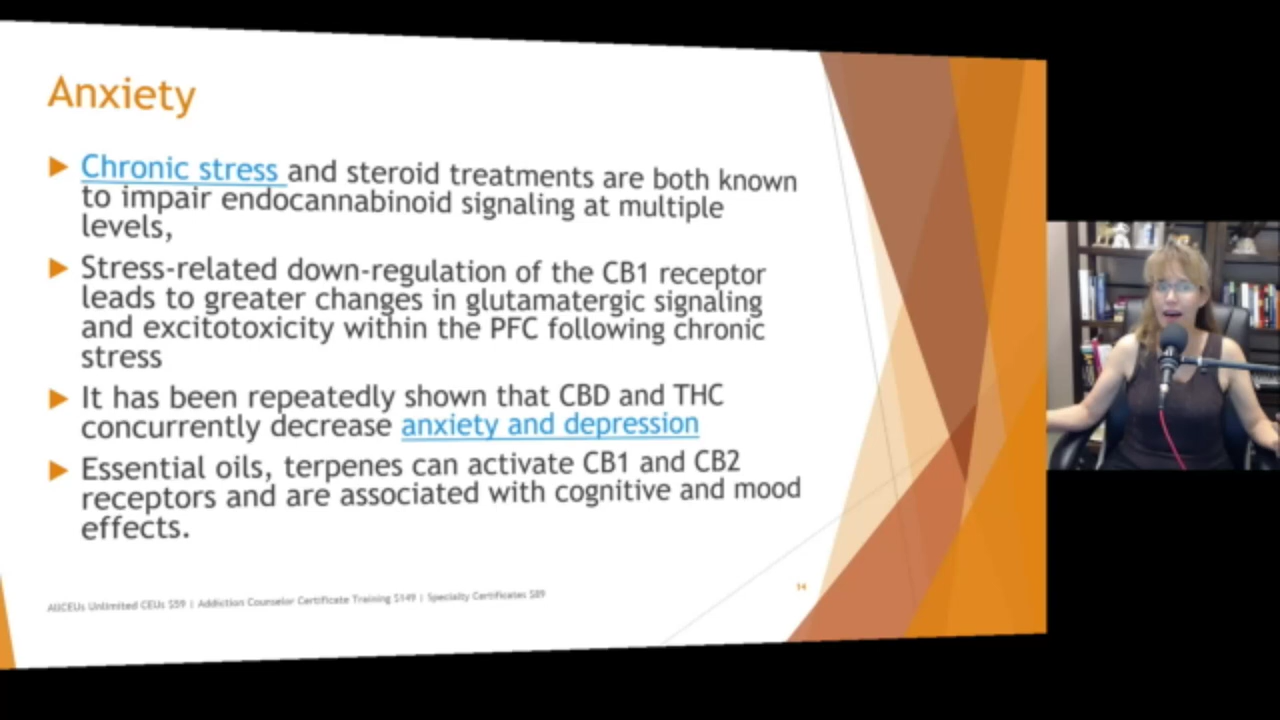 Anxiety
Chronic stress and steroid treatments are both known
to impair endocannabinoid signaling at multiple
levels,
Stress-related down-regulation of the CB1 receptor
leads to greater changes in glutamatergic signaling
and excitotoxicity within the PFC following chronic
stress
It has been repeatedly shown that CBD and THC
concurrently decrease anxiety and depression
Essential oils, terpenes can activate CB1 and CB2
receptors and are associated with cognitive and mood
effects.
AllCEUs Unlimited CEUs $59 | Addiction Counselor Certificate Training $149 | Specialty Certificates $89
14